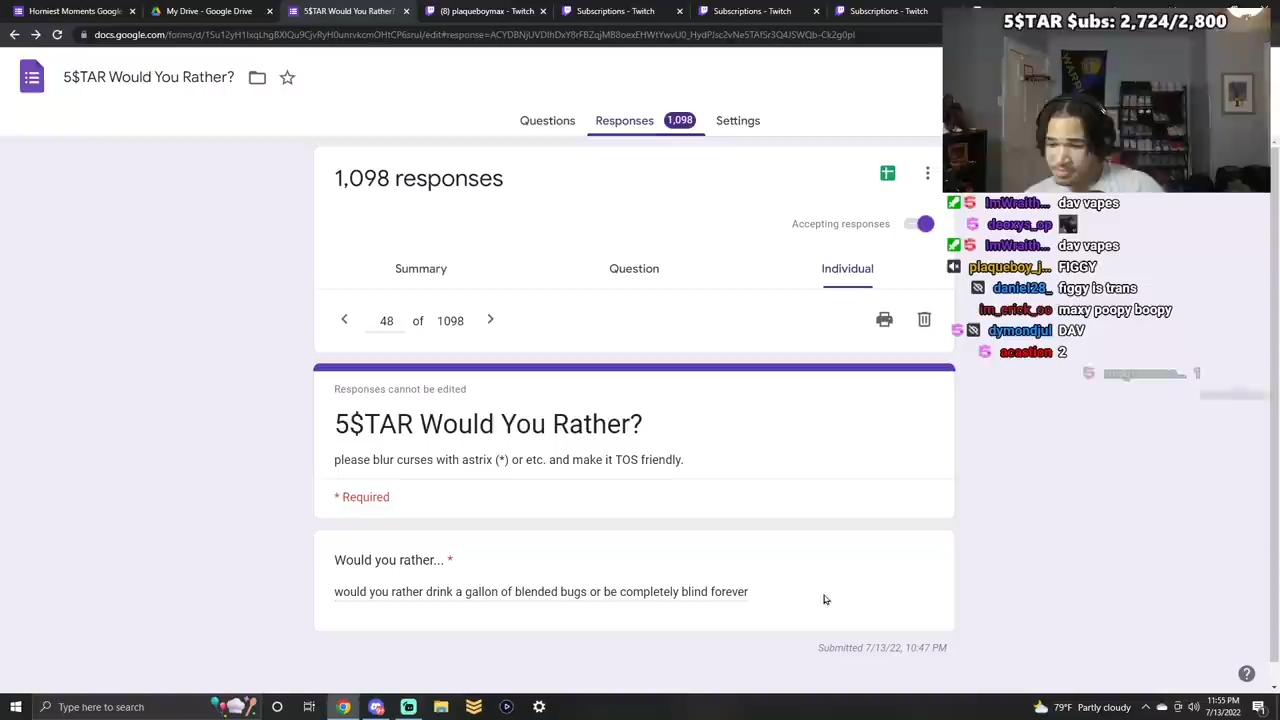 Horniest Moments Googl
My Drive - Google Drive
5$TAR Would You Rather?
(8) plaqueboymax - Twitch
Subscriptions - Twitch
Subscriptions - Twitch
Subscriptions - Tw
5$TAR $ubs: 2,724/2,800
5$TAR Would You Rather?
Questions
Responses
1,098
Settings
1,098 responses
Accepting responses
Summary
Question
Individual
48 of 1098
Responses cannot be edited
5$TAR Would You Rather?
please blur curses with astrix (*) or etc. and make it TOS friendly.
* Required
Would you rather... *
would you rather drink a gallon of blended bugs or be completely blind forever
Submitted 7/13/22, 10:47 PM
ImWraith... dav vapes
deoxys_op
ImWraith... dav vapes
plaqueboy_j... FIGGY
daniel28_ figgy is trans
im_erick_oo maxy poopy boopy
dymondjul DAV
acastion 2
Type here to search
79°F Partly cloudy
11:55 PM
7/13/2022